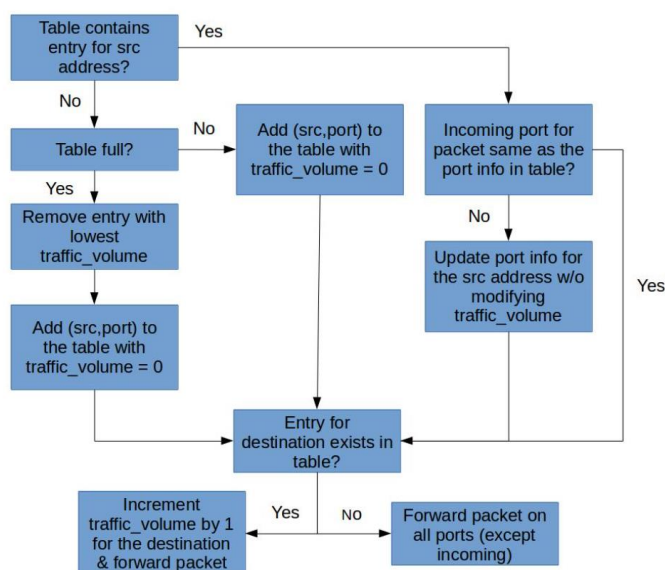 Table contains
entry for src
address?
Yes
No
Table full?
No
Add (src,port) to
the table with
traffic_volume = 0
Incoming port for
packet same as the
port info in table?
Yes
Remove entry with
lowest
traffic_volume
No
Update port info for
the src address w/o
modifying
traffic_volume
Yes
Add (src,port) to
the table with
traffic_volume = 0
Entry for
destination exists in
table?
Increment
traffic_volume by 1
for the destination
& forward packet
Yes
No
Forward packet on
all ports (except
incoming)